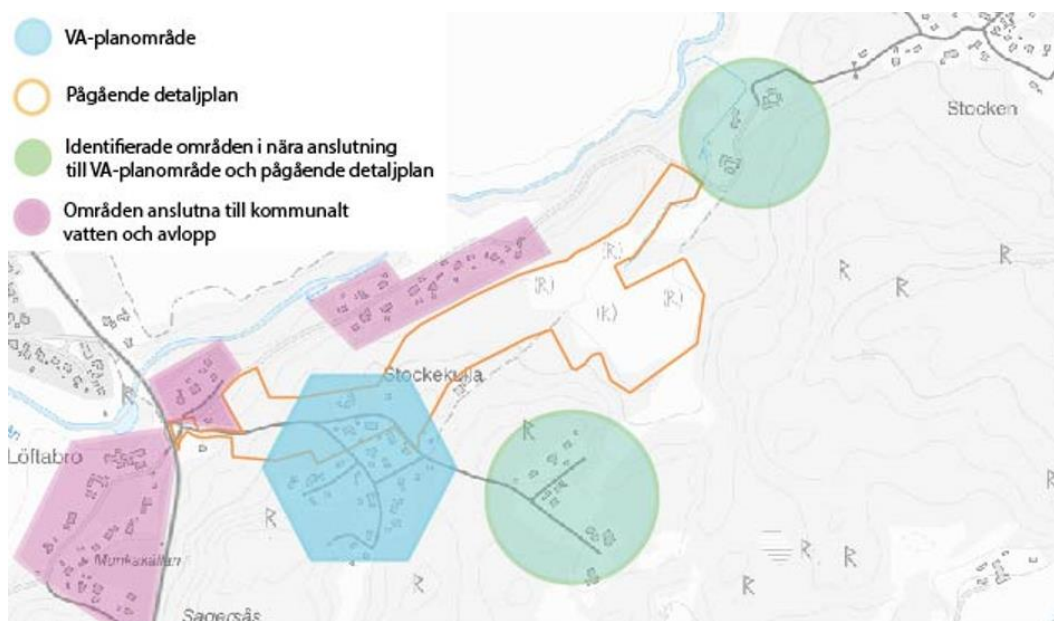 VA-planområde
Pågående detaljplan
Identifierade områden i nära anslutning
till VA-planområde och pågående detaljplan
Områden anslutna till kommunalt
vatten och avlopp
Stocken
(R)
(R)
(R)
(K)
R
R
R
Stockekulla
R
R
Löftabro
R
R
R
R
R
R
R
Munkakällan
Sagersås